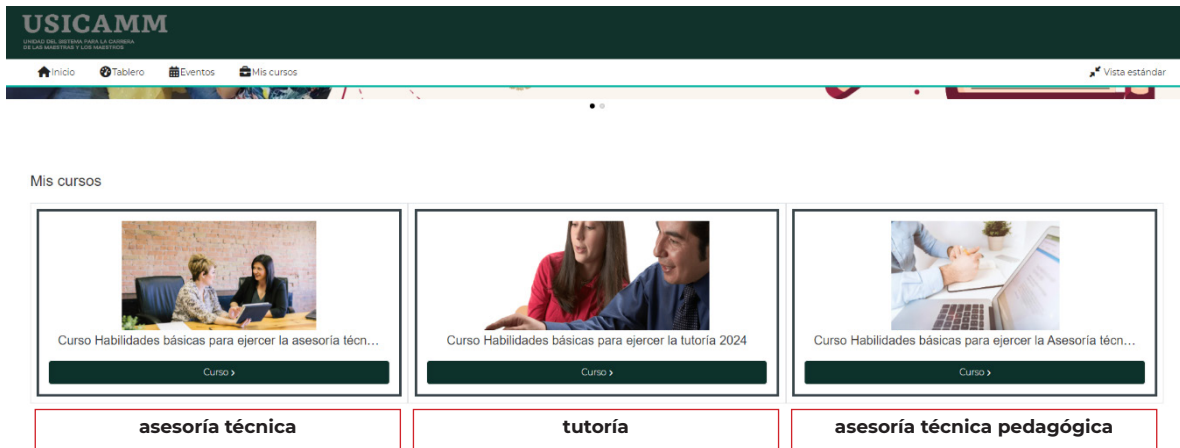 USICAMM
UNIDAD DEL SISTEMA PARA LA CARRERA
DE LAS MAESTRAS Y LOS MAESTROS
Inicio Tablero Eventos Mis cursos Vista estándar
Mis cursos
Curso Habilidades básicas para ejercer la asesoría técn... Curso Habilidades básicas para ejercer la tutoría 2024 Curso Habilidades básicas para ejercer la Asesoría técn...
Curso > Curso > Curso >
asesoría técnica tutoría asesoría técnica pedagógica